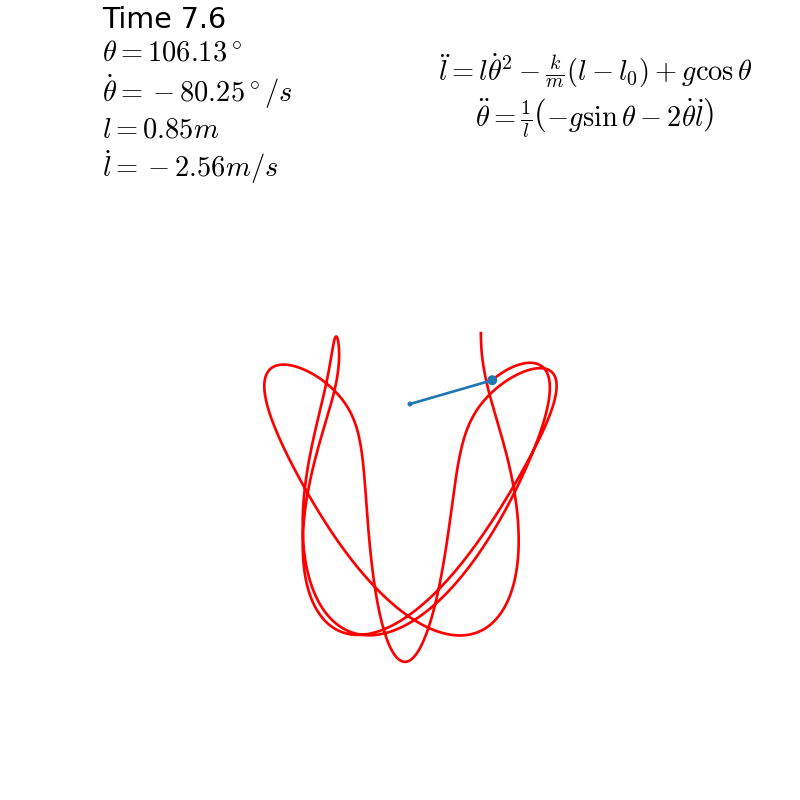 Time 7.6
θ = 106.13°
θ̇ = −80.25°/s
l = 0.85m
l̇ = −2.56m/s
l̈ = lθ̇² − k/m(l − l₀) + g cos θ
θ̈ = 1/l(−g sin θ − 2θ̇l̇)